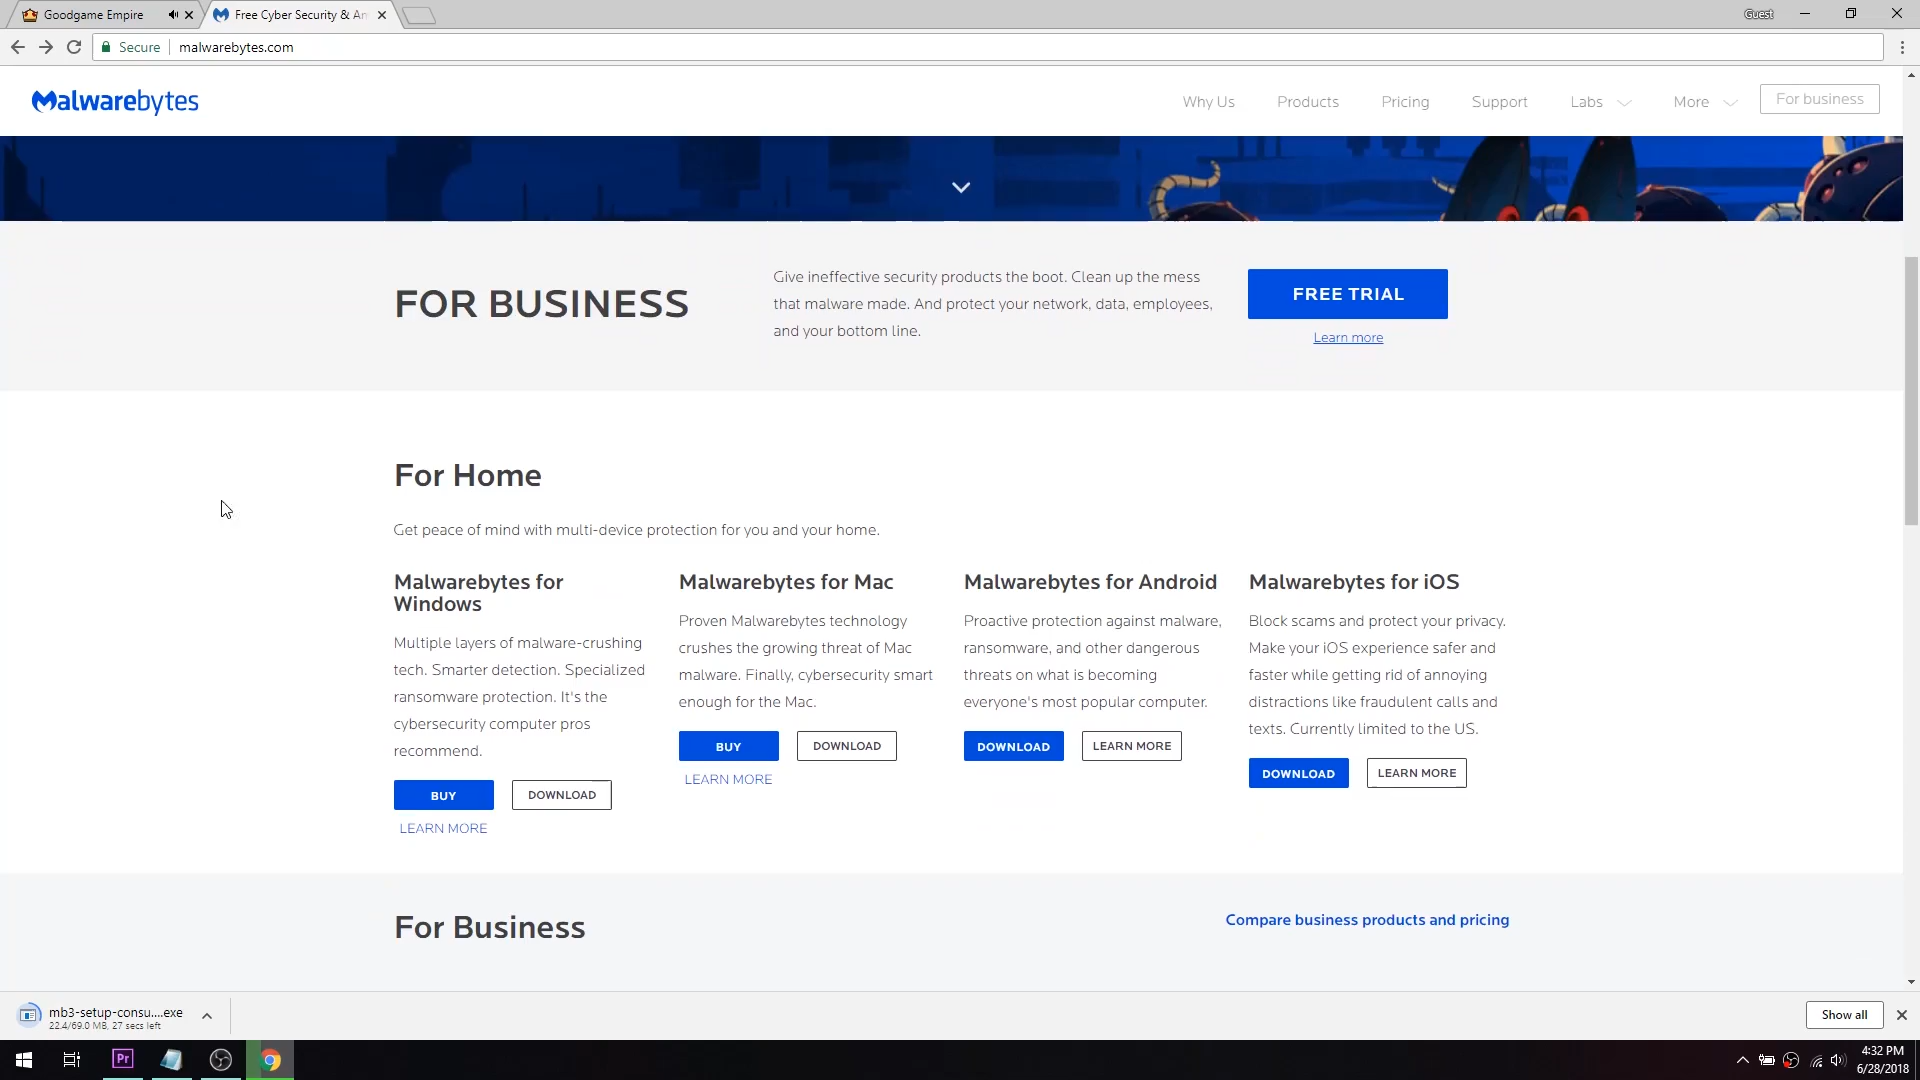 Goodgame Empire
Free Cyber Security & An
Guest
Secure
malwarebytes.com
Malwarebytes
Why Us
Products
Pricing
Support
Labs
More
For business
FOR BUSINESS
Give ineffective security products the boot. Clean up the mess
that malware made. And protect your network, data, employees,
and your bottom line.
FREE TRIAL
Learn more
For Home
Get peace of mind with multi-device protection for you and your home.
Malwarebytes for
Windows
Multiple layers of malware-crushing
tech. Smarter detection. Specialized
ransomware protection. It's the
cybersecurity computer pros
recommend.
BUY
DOWNLOAD
LEARN MORE
Malwarebytes for Mac
Proven Malwarebytes technology
crushes the growing threat of Mac
malware. Finally, cybersecurity smart
enough for the Mac.
BUY
DOWNLOAD
LEARN MORE
Malwarebytes for Android
Proactive protection against malware,
ransomware, and other dangerous
threats on what is becoming
everyone's most popular computer.
DOWNLOAD
LEARN MORE
Malwarebytes for iOS
Block scams and protect your privacy.
Make your iOS experience safer and
faster while getting rid of annoying
distractions like fraudulent calls and
texts. Currently limited to the US.
DOWNLOAD
LEARN MORE
For Business
Compare business products and pricing
mb3-setup-consu....exe
22.4/69.0 MB, 27 secs left
Show all
Pr
4:32 PM
6/28/2018